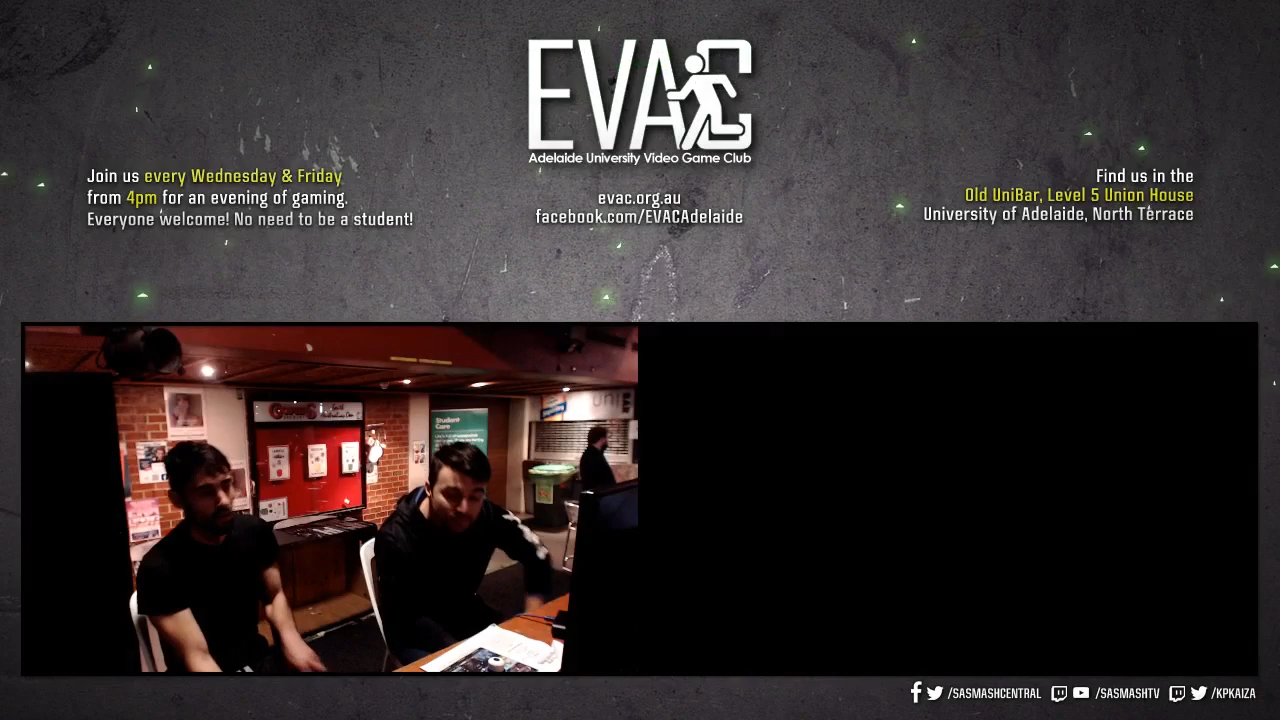 EVAC
Adelaide University Video Game Club
Join us every Wednesday & Friday
from 4pm for an evening of gaming.
Everyone welcome! No need to be a student!
evac.org.au
facebook.com/EVACAdelaide
Find us in the
Old UniBar, Level 5 Union House
University of Adelaide, North Terrace
Student
Care
/SASMASHCENTRAL
/SASMASHTV
/KPKAIZA